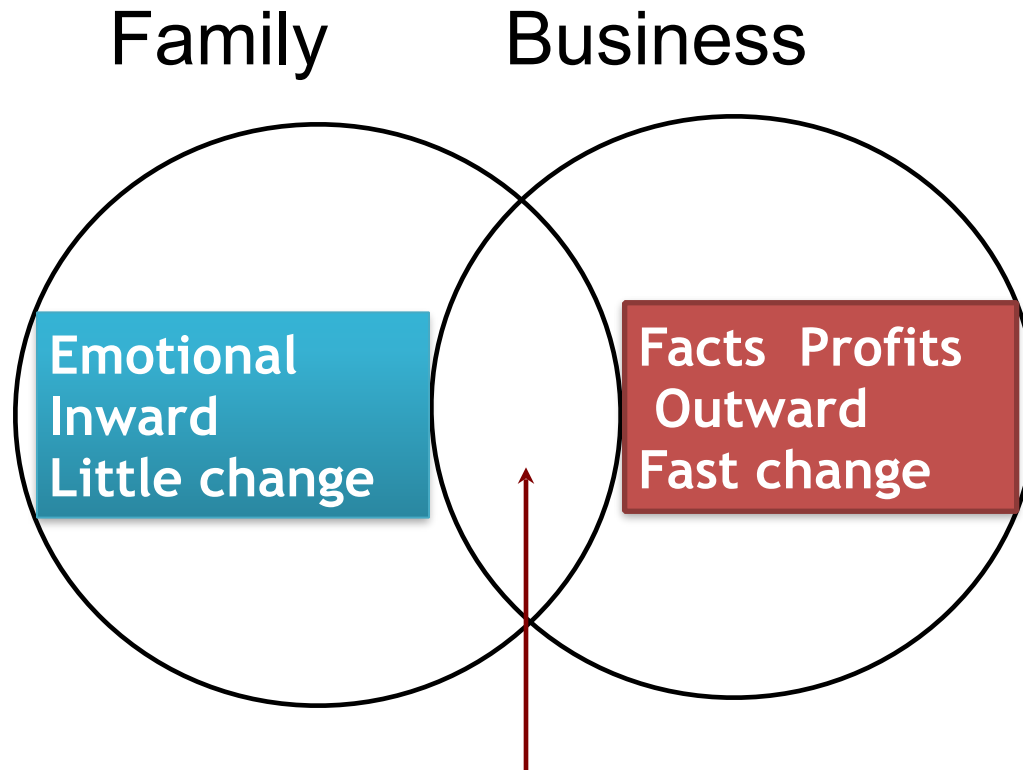 Family Business
Emotional
Inward
Little change
Facts Profits
Outward
Fast change